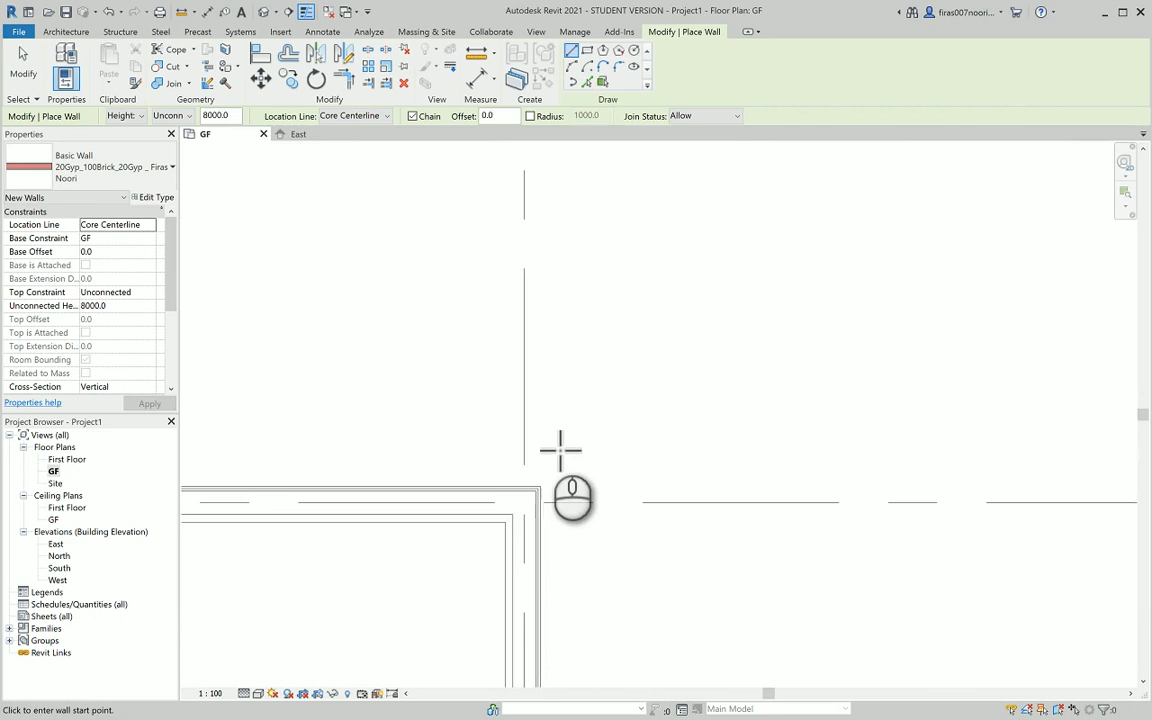 Autodesk Revit 2021 - STUDENT VERSION - Project1 - Floor Plan: GF
firas007noori...
File Architecture Structure Steel Precast Systems Insert Annotate Analyze Massing & Site Collaborate View Manage Add-Ins Modify | Place Wall
Modify Paste Cope Cut Join
Select Properties Clipboard Geometry Modify View Measure Create Draw
Modify | Place Wall Height: Unconn 8000.0 Location Line: Core Centerline Chain Offset: 0.0 Radius: 1000.0 Join Status: Allow
Properties
GF East
Basic Wall
20Gyp_100Brick_20Gyp _ Firas
Noori
New Walls Edit Type
Constraints
Location Line Core Centerline
Base Constraint GF
Base Offset 0.0
Base is Attached
Base Extension D... 0.0
Top Constraint Unconnected
Unconnected He... 8000.0
Top Offset 0.0
Top is Attached
Top Extension Di... 0.0
Room Bounding
Related to Mass
Cross-Section Vertical
Properties help Apply
Project Browser - Project1
Views (all)
Floor Plans
First Floor
GF
Site
Ceiling Plans
First Floor
GF
Elevations (Building Elevation)
East
North
South
West
Legends
Schedules/Quantities (all)
Sheets (all)
Families
Groups
Revit Links
1 : 100
Click to enter wall start point. :0 Main Model :0